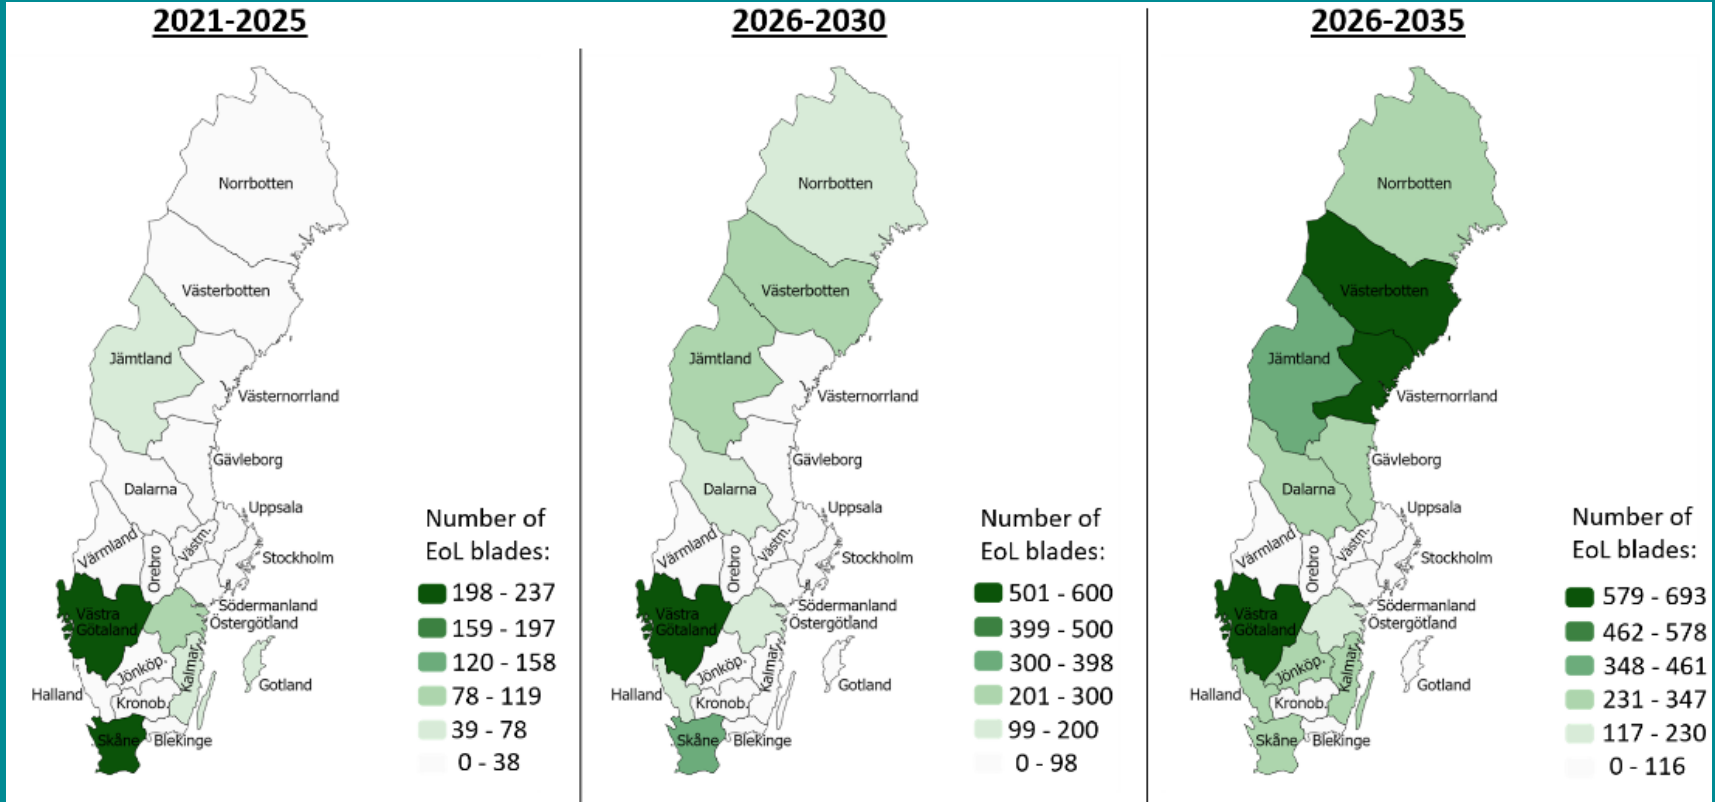 2021-2025
Norrbotten
Västerbotten
Jämtland
Västernorrland
Gävleborg
Dalarna
Uppsala
Värmland
Västm.
Örebro
Stockholm
Västra
Götaland
Södermanland
Östergötland
Jönköp.
Kalmar
Gotland
Halland
Kronob.
Skåne
Blekinge
Number of
EoL blades:
198 - 237
159 - 197
120 - 158
78 - 119
39 - 78
0 - 38
2026-2030
Norrbotten
Västerbotten
Jämtland
Västernorrland
Gävleborg
Dalarna
Uppsala
Värmland
Västm.
Örebro
Stockholm
Västra
Götaland
Södermanland
Östergötland
Jönköp.
Kalmar
Gotland
Halland
Kronob.
Skåne
Blekinge
Number of
EoL blades:
501 - 600
399 - 500
300 - 398
201 - 300
99 - 200
0 - 98
2026-2035
Norrbotten
Västerbotten
Jämtland
Västernorrland
Gävleborg
Dalarna
Uppsala
Värmland
Västm.
Örebro
Stockholm
Västra
Götaland
Södermanland
Östergötland
Jönköp.
Kalmar
Gotland
Halland
Kronob.
Skåne
Blekinge
Number of
EoL blades:
579 - 693
462 - 578
348 - 461
231 - 347
117 - 230
0 - 116